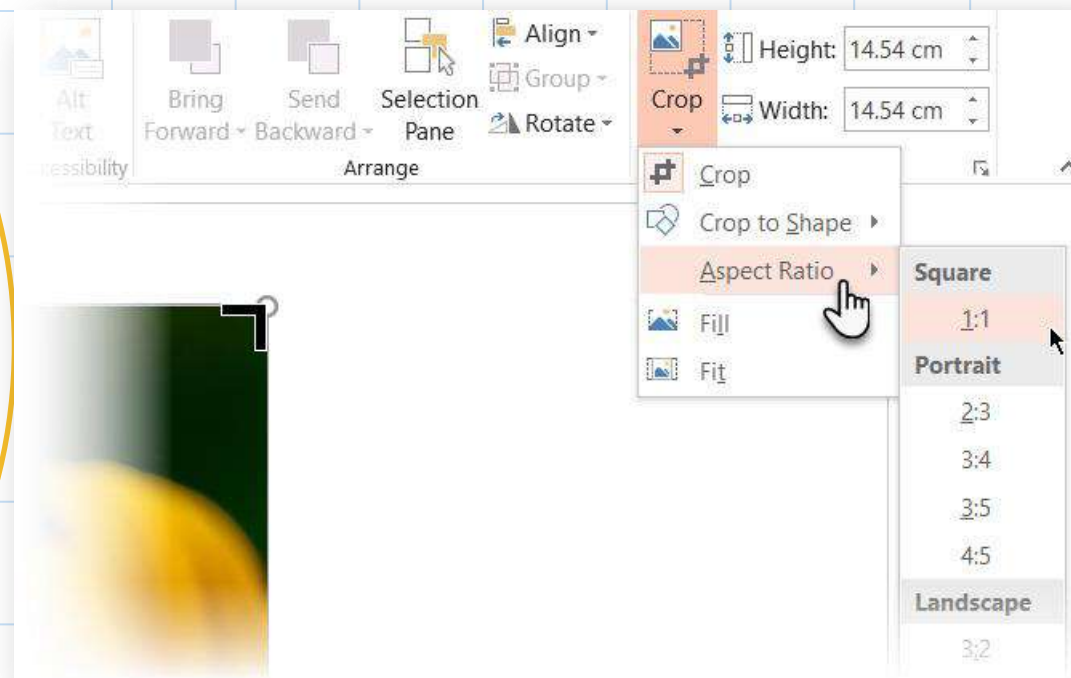 Alt
Text
Bring
Forward
Send
Backward
Selection
Pane
Align
Group
Rotate
Arrange
Crop
Height: 14.54 cm
Width: 14.54 cm
Crop
Crop to Shape
Aspect Ratio
Fill
Fit
Square
1:1
Portrait
2:3
3:4
3:5
4:5
Landscape
3:2